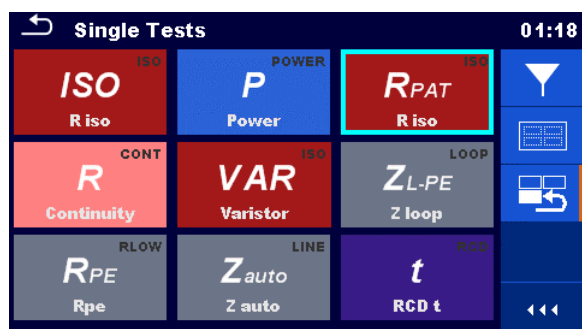 Single Tests 01:18
ISO
ISO
R iso
POWER
P
Power
ISO
RPAT
R iso
CONT
R
Continuity
ISO
VAR
Varistor
LOOP
ZL-PE
Z loop
RLOW
RPE
Rpe
LINE
Zauto
Z auto
RCD
t
RCD t